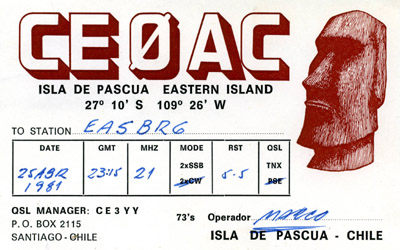 CE0AC
ISLA DE PASCUA EASTERN ISLAND
27° 10' S 109° 26' W
TO STATION EA5BRG
DATE GMT MHZ MODE RST QSL
25 ABR 1981 23:15 21 2xSSB 2xCW 5.5 TNX PSE
QSL MANAGER: CE3YY
P.O. BOX 2115
SANTIAGO - CHILE
73's Operador Marco
ISLA DE PASCUA - CHILE